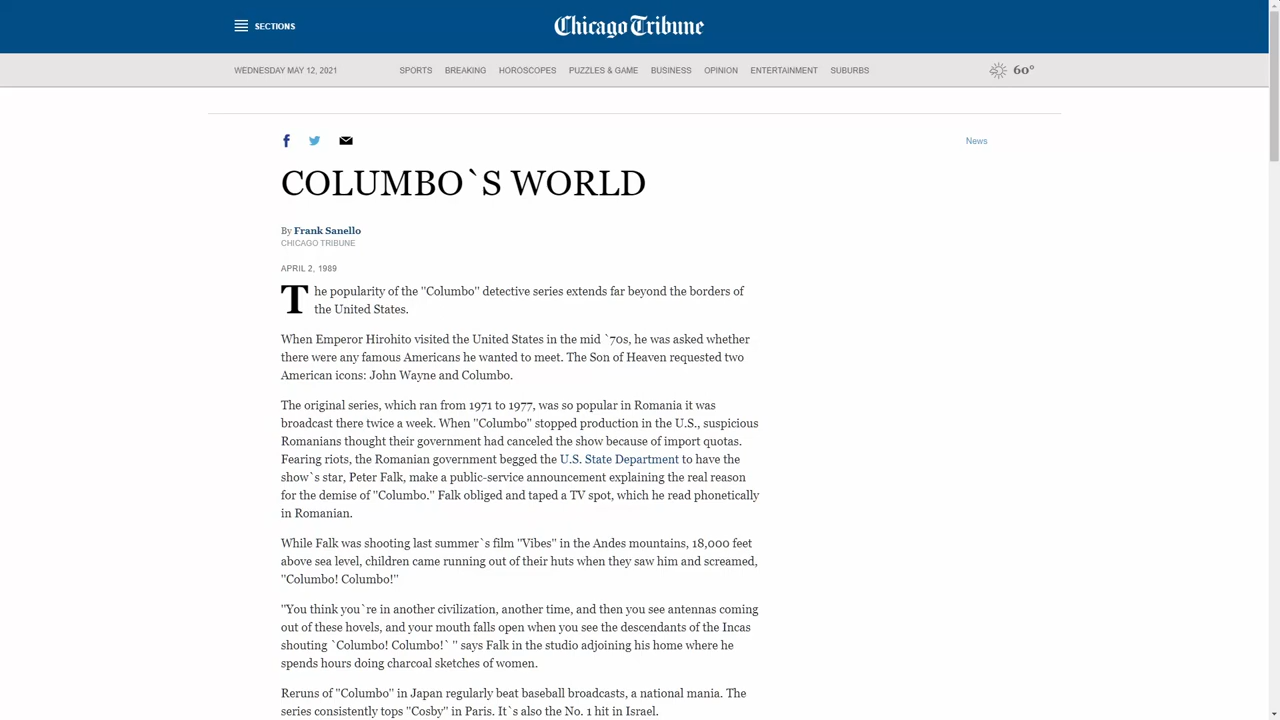 SECTIONS
Chicago Tribune
WEDNESDAY MAY 12, 2021
SPORTS BREAKING HOROSCOPES PUZZLES & GAME BUSINESS OPINION ENTERTAINMENT SUBURBS
60°
News
COLUMBO`S WORLD
By Frank Sanello
CHICAGO TRIBUNE
APRIL 2, 1989
The popularity of the "Columbo" detective series extends far beyond the borders of
the United States.
When Emperor Hirohito visited the United States in the mid `70s, he was asked whether
there were any famous Americans he wanted to meet. The Son of Heaven requested two
American icons: John Wayne and Columbo.
The original series, which ran from 1971 to 1977, was so popular in Romania it was
broadcast there twice a week. When "Columbo" stopped production in the U.S., suspicious
Romanians thought their government had canceled the show because of import quotas.
Fearing riots, the Romanian government begged the U.S. State Department to have the
show`s star, Peter Falk, make a public-service announcement explaining the real reason
for the demise of "Columbo." Falk obliged and taped a TV spot, which he read phonetically
in Romanian.
While Falk was shooting last summer`s film "Vibes" in the Andes mountains, 18,000 feet
above sea level, children came running out of their huts when they saw him and screamed,
"Columbo! Columbo!"
"You think you`re in another civilization, another time, and then you see antennas coming
out of these hovels, and your mouth falls open when you see the descendants of the Incas
shouting `Columbo! Columbo!` " says Falk in the studio adjoining his home where he
spends hours doing charcoal sketches of women.
Reruns of "Columbo" in Japan regularly beat baseball broadcasts, a national mania. The
series consistently tops "Cosby" in Paris. It`s also the No. 1 hit in Israel.